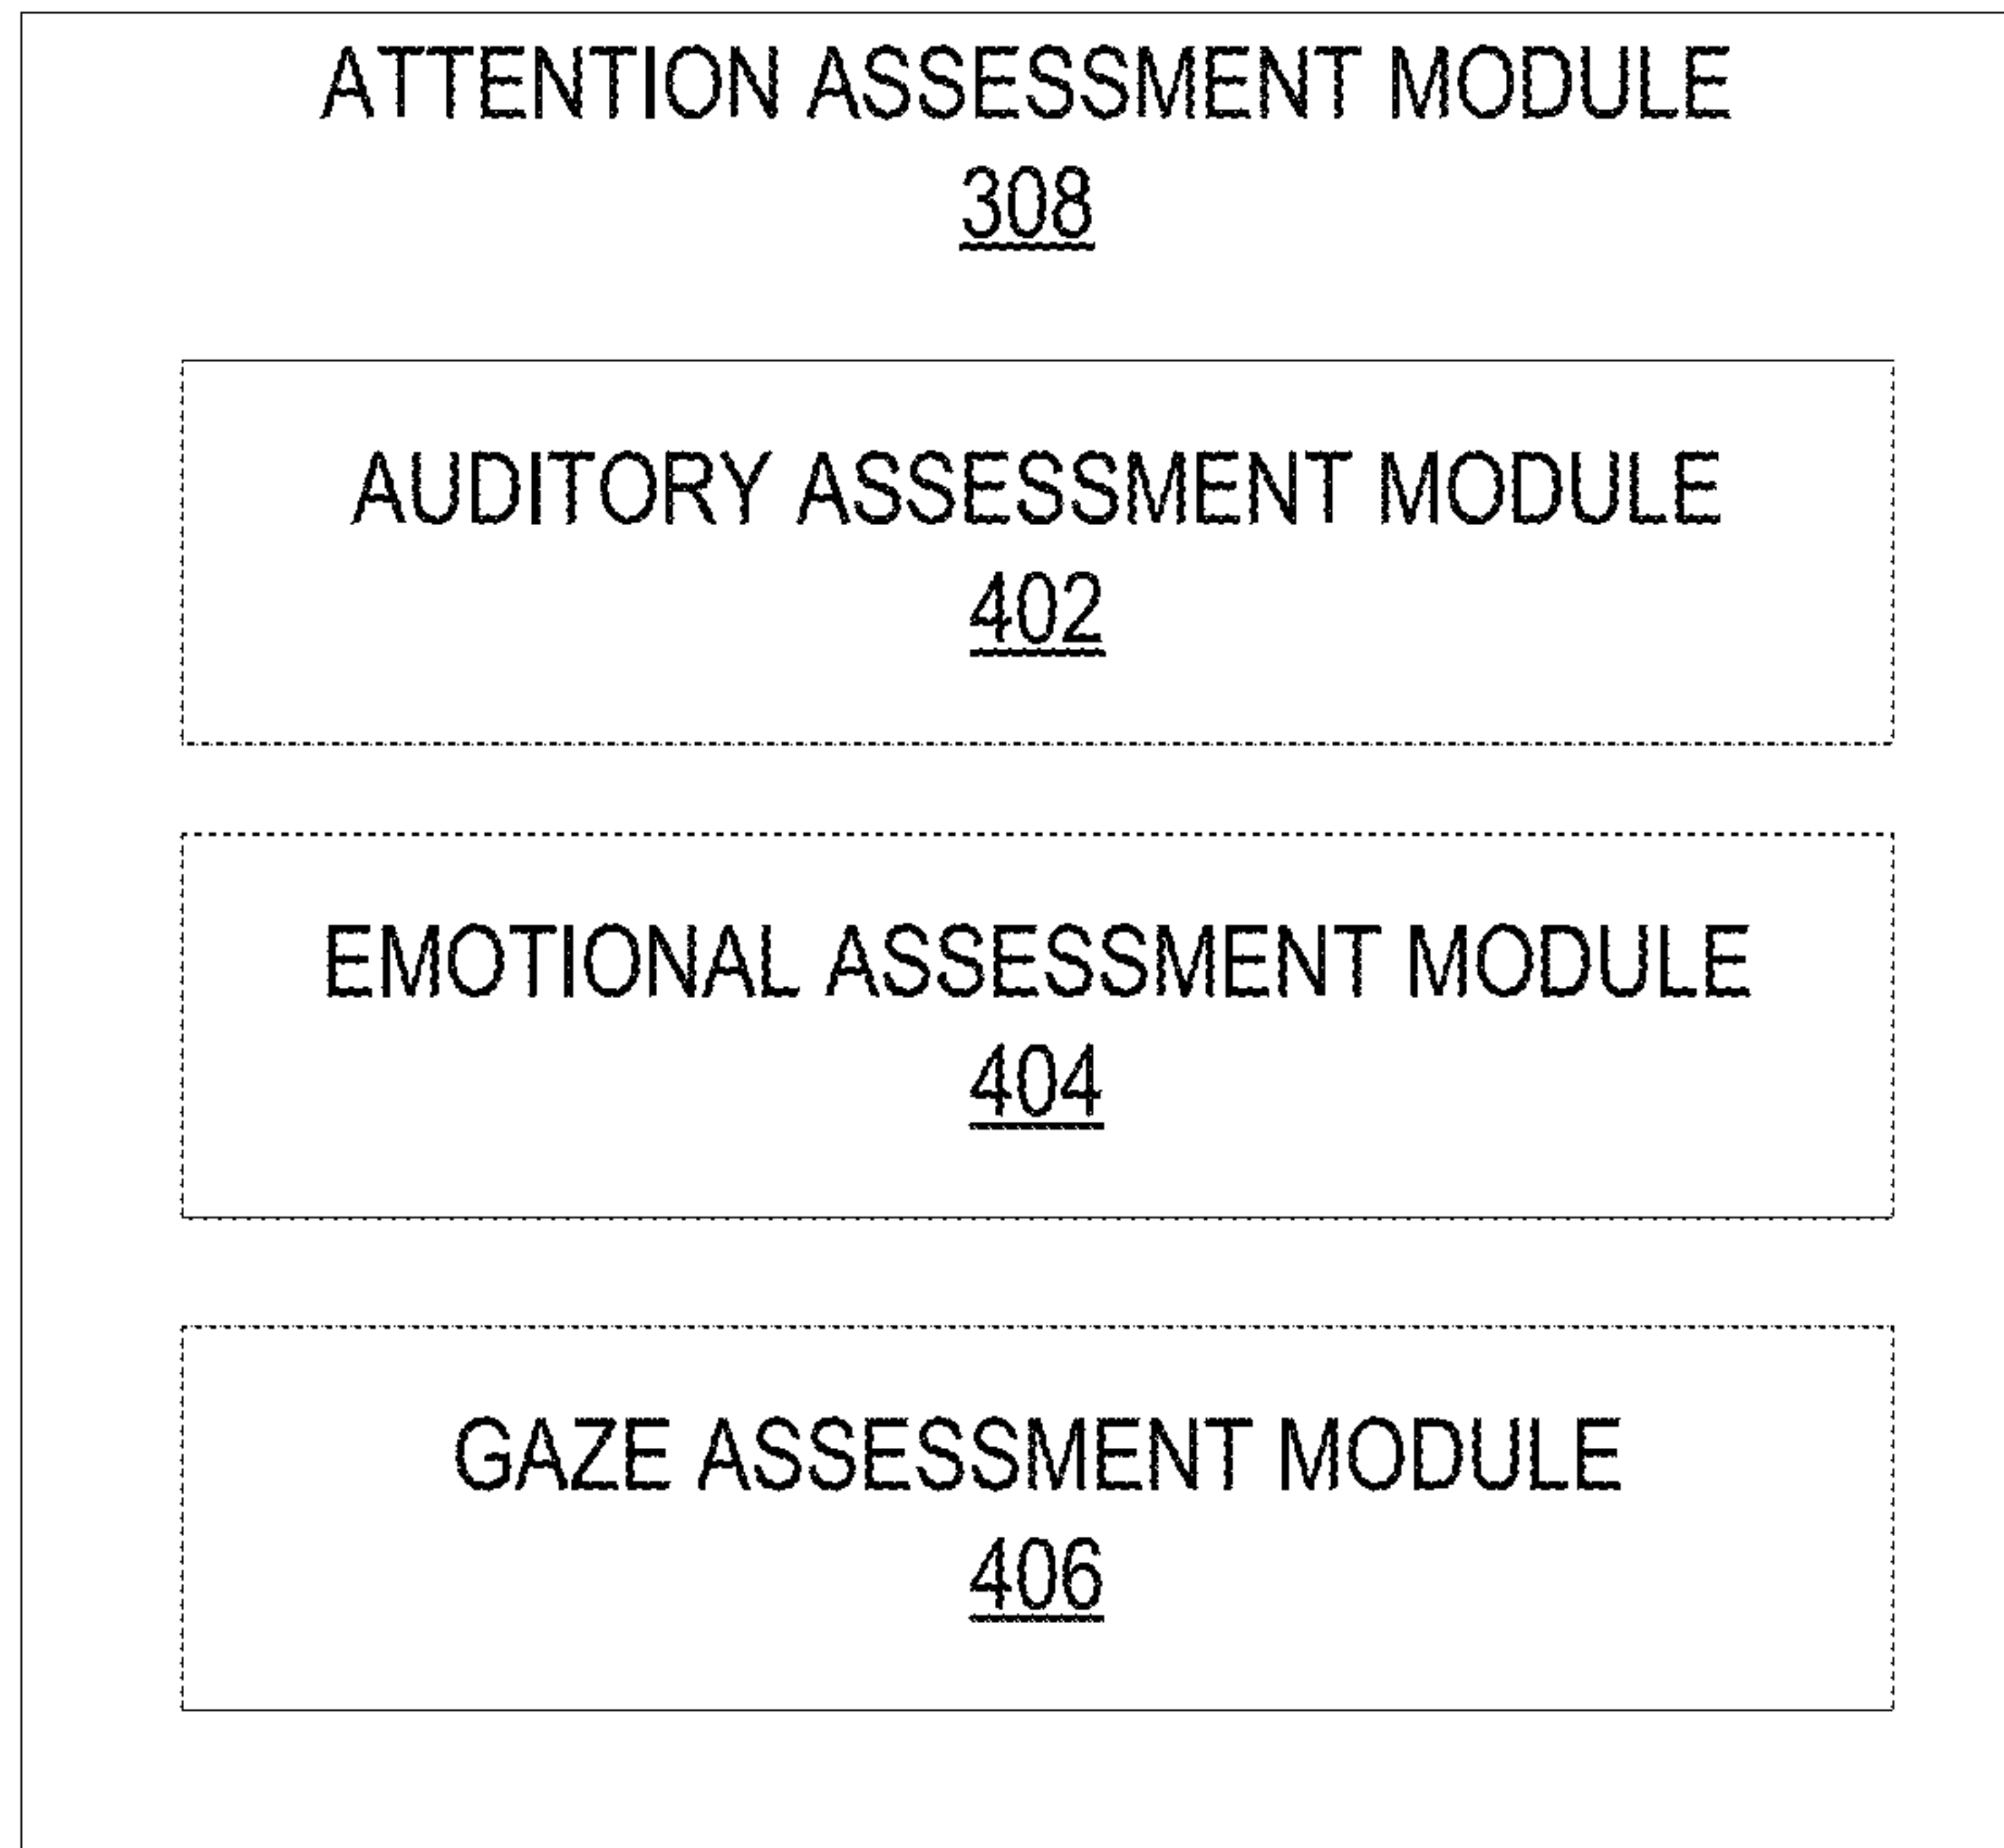 ATTENTION ASSESSMENT MODULE
308
AUDITORY ASSESSMENT MODULE
402
EMOTIONAL ASSESSMENT MODULE
404
GAZE ASSESSMENT MODULE
406